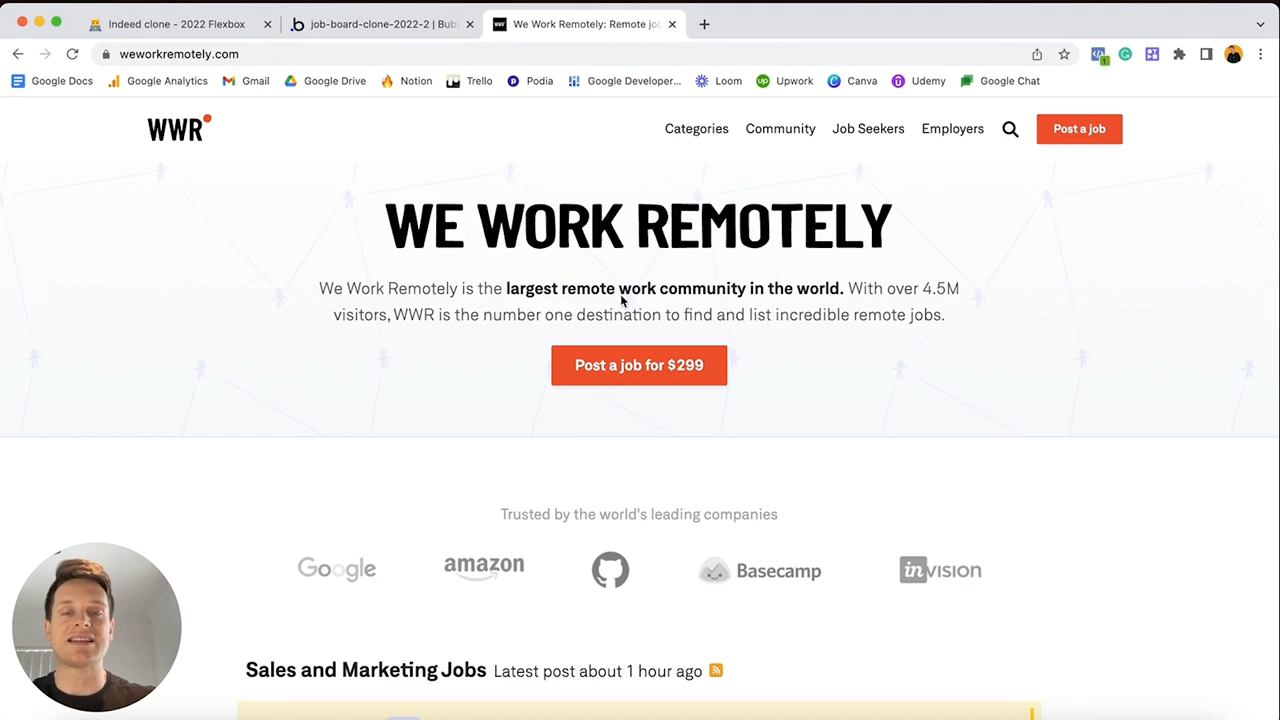 Indeed clone - 2022 Flexbox
job-board-clone-2022-2 | Bub
We Work Remotely: Remote jo
weworkremotely.com
Google Docs
Google Analytics
Gmail
Google Drive
Notion
Trello
Podia
Google Developer...
Loom
Upwork
Canva
Udemy
Google Chat
WWR
Categories
Community
Job Seekers
Employers
Post a job
WE WORK REMOTELY
We Work Remotely is the largest remote work community in the world. With over 4.5M
visitors, WWR is the number one destination to find and list incredible remote jobs.
Post a job for $299
Trusted by the world's leading companies
Google
amazon
Basecamp
inVISION
Sales and Marketing Jobs Latest post about 1 hour ago